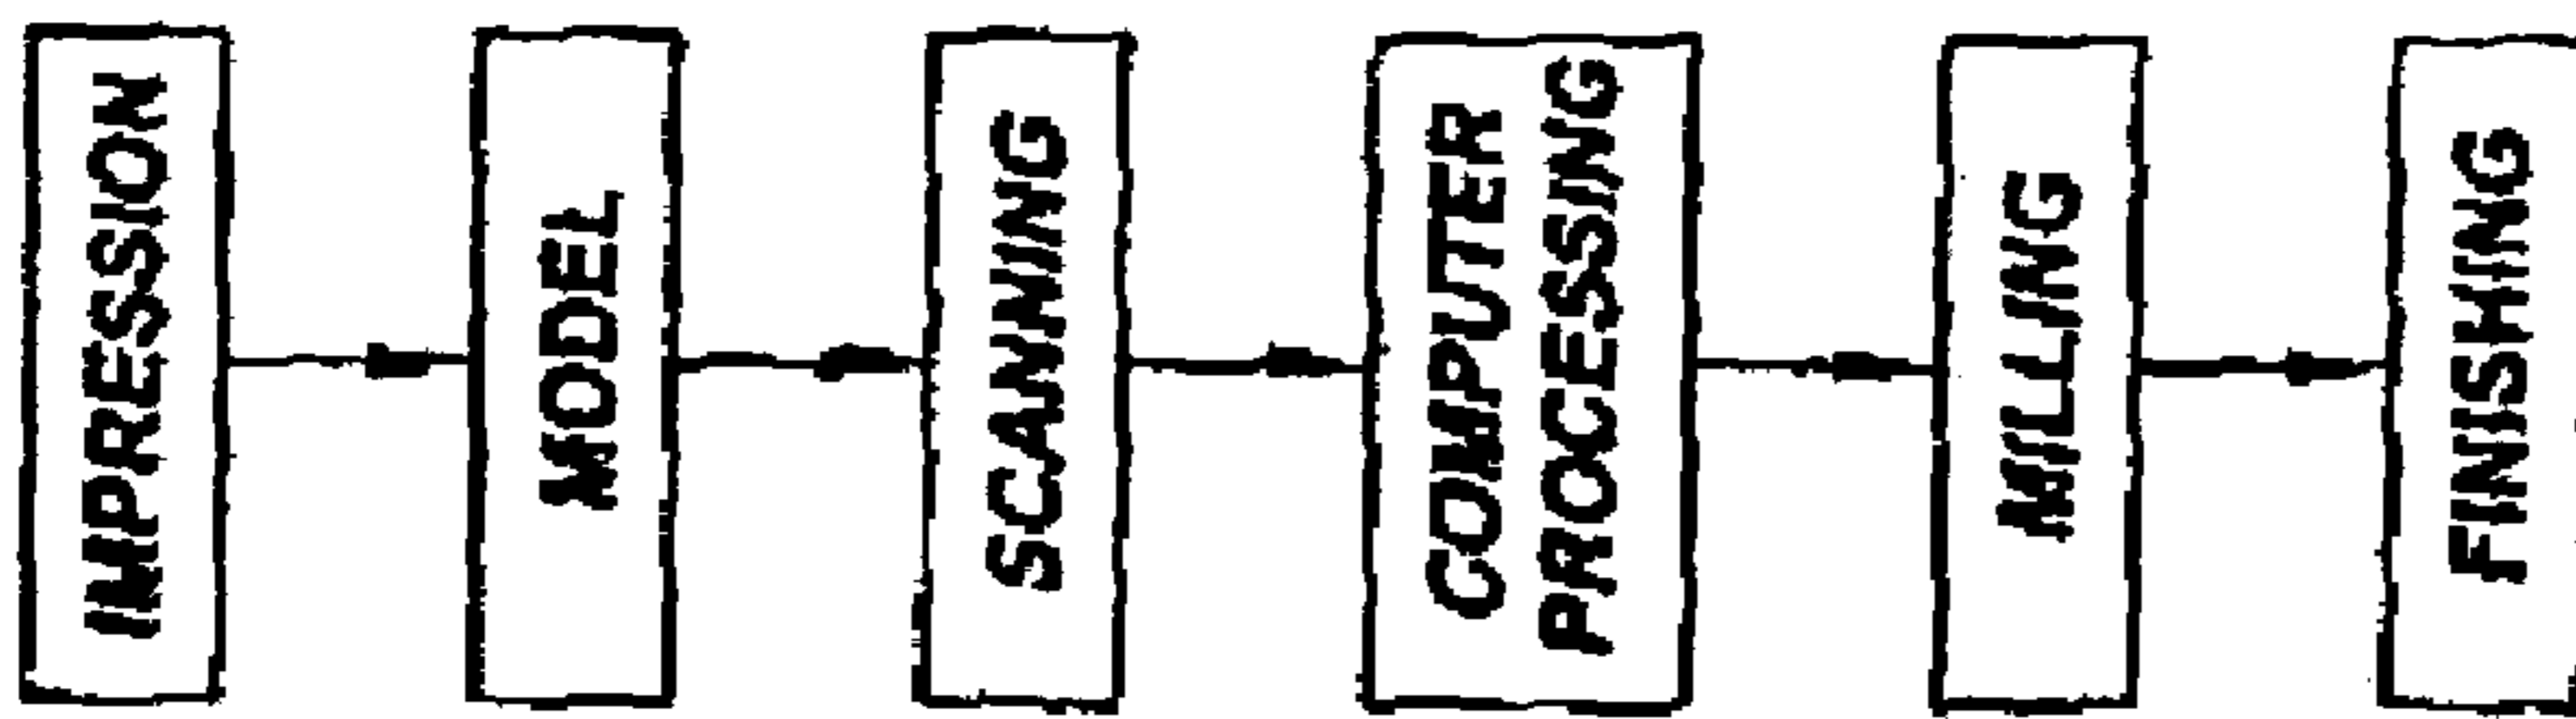 IMPRESSION
MODEL
SCANNING
COMPUTER
PROCESSING
MILLING
FINISHING